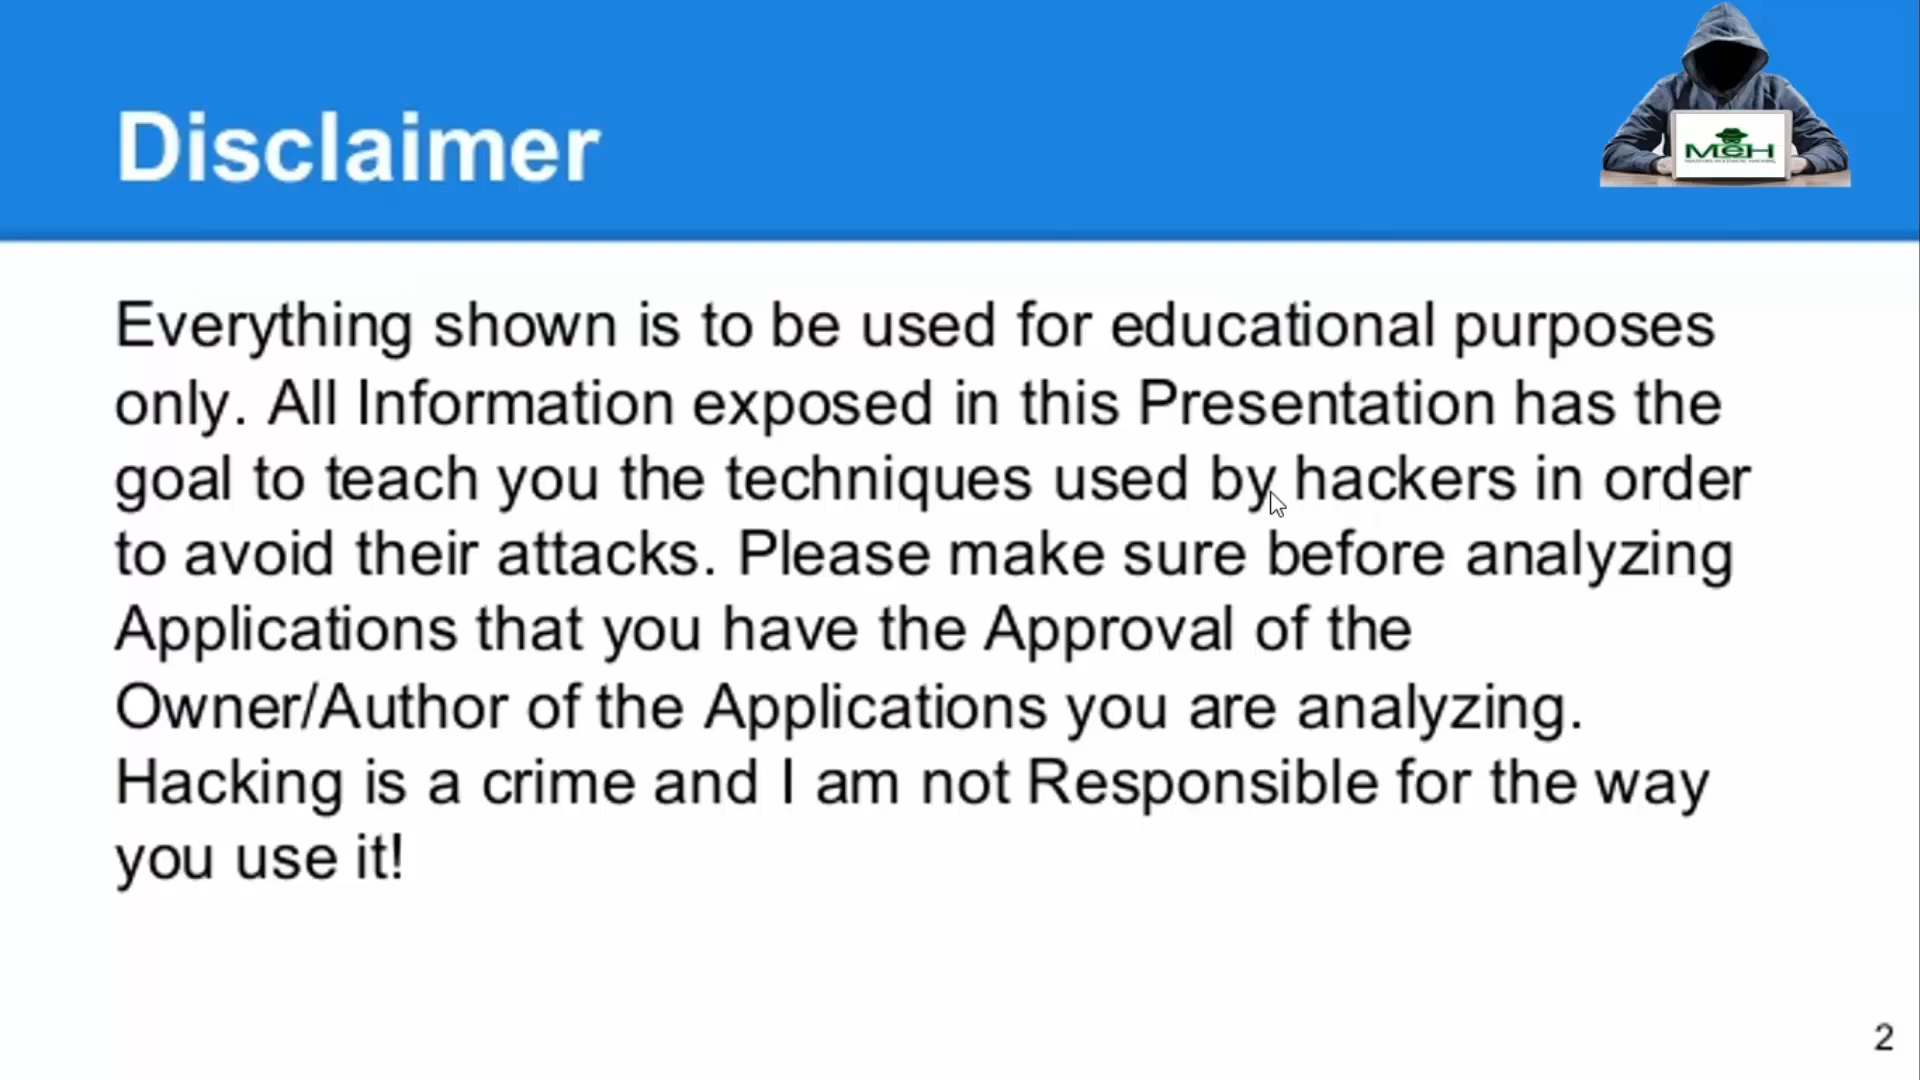 Disclaimer
MCH
Everything shown is to be used for educational purposes
only. All Information exposed in this Presentation has the
goal to teach you the techniques used by hackers in order
to avoid their attacks. Please make sure before analyzing
Applications that you have the Approval of the
Owner/Author of the Applications you are analyzing.
Hacking is a crime and I am not Responsible for the way
you use it!
2